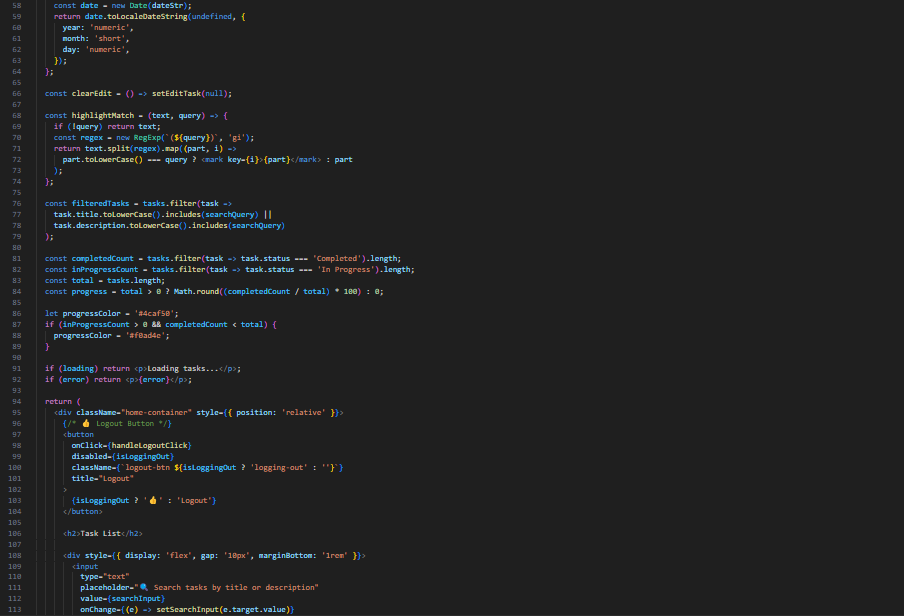 58 const date = new Date(dateStr);
59 return date.toLocaleDateString(undefined, {
60 year: 'numeric',
61 month: 'short',
62 day: 'numeric',
63 });
64 };
65
66 const clearEdit = () => setEditTask(null);
67
68 const highlightMatch = (text, query) => {
69 if (!query) return text;
70 const regex = new RegExp(`(${query})`, 'gi');
71 return text.split(regex).map((part, i) =>
72 part.toLowerCase() === query ? <mark key={i}>{part}</mark> : part
73 );
74 };
75
76 const filteredTasks = tasks.filter(task =>
77 task.title.toLowerCase().includes(searchQuery) ||
78 task.description.toLowerCase().includes(searchQuery)
79 );
80
81 const completedCount = tasks.filter(task => task.status === 'Completed').length;
82 const inProgressCount = tasks.filter(task => task.status === 'In Progress').length;
83 const total = tasks.length;
84 const progress = total > 0 ? Math.round((completedCount / total) * 100) : 0;
85
86 let progressColor = '#4caf50';
87 if (inProgressCount > 0 && completedCount < total) {
88 progressColor = '#f0ad4e';
89 }
90
91 if (loading) return <p>Loading tasks...</p>;
92 if (error) return <p>{error}</p>;
93
94 return (
95 <div className="home-container" style={{ position: 'relative' }}>
96 {/* 👍 Logout Button */}
97 <button
98 onClick={handleLogoutClick}
99 disabled={isLoggingOut}
100 className={`logout-btn ${isLoggingOut ? 'logging-out' : ''}`}
101 title="Logout"
102 >
103 {isLoggingOut ? '👍' : 'Logout'}
104 </button>
105
106 <h2>Task List</h2>
107
108 <div style={{ display: 'flex', gap: '10px', marginBottom: '1rem' }}>
109 <input
110 type="text"
111 placeholder="🔍 Search tasks by title or description"
112 value={searchInput}
113 onChange={(e) => setSearchInput(e.target.value)}